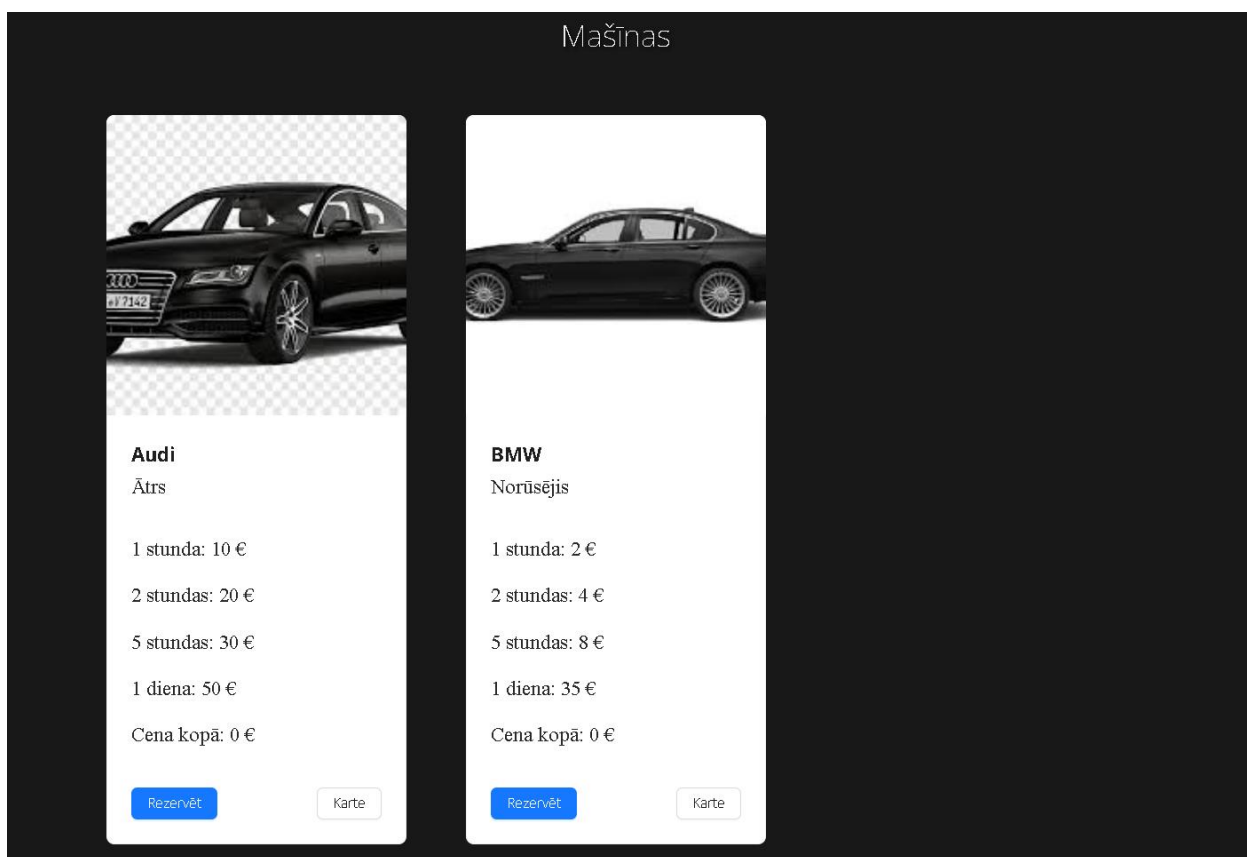 Mašīnas
Audi
Ātrs
1 stunda: 10 €
2 stundas: 20 €
5 stundas: 30 €
1 diena: 50 €
Cena kopā: 0 €
Rezervēt
Karte
BMW
Norūsējis
1 stunda: 2 €
2 stundas: 4 €
5 stundas: 8 €
1 diena: 35 €
Cena kopā: 0 €
Rezervēt
Karte